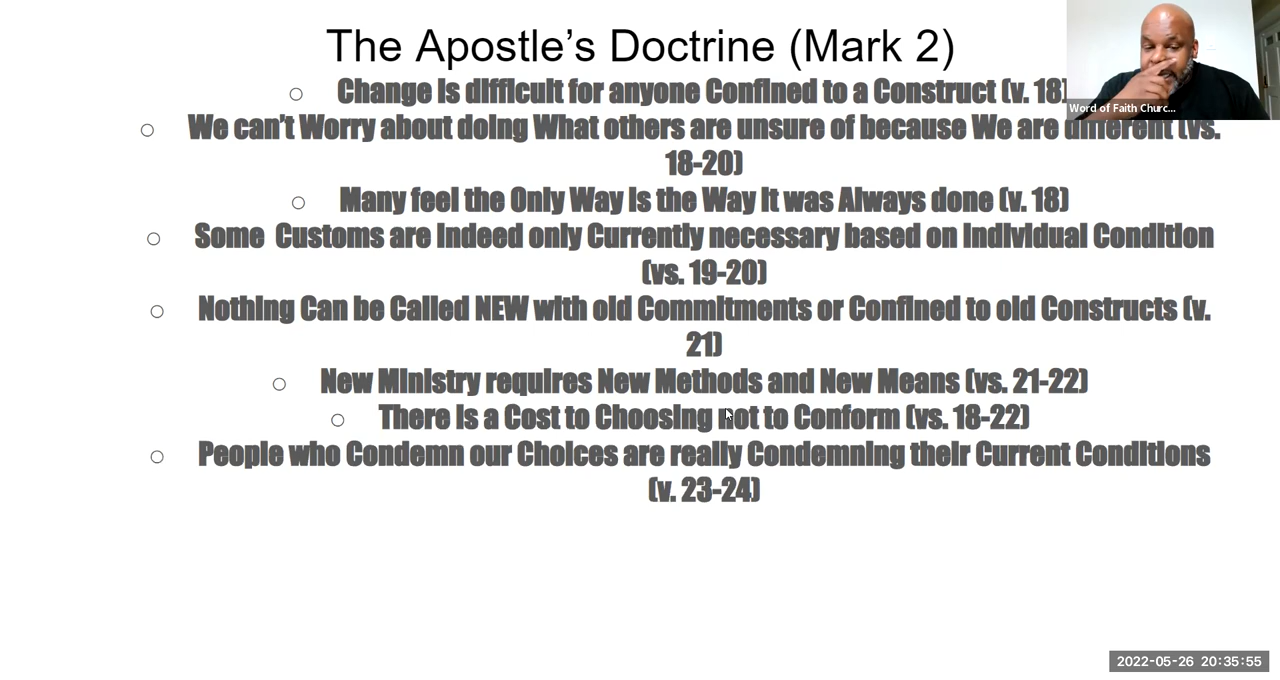 The Apostle’s Doctrine (Mark 2)
○ Change is difficult for anyone Confined to a Construct (v. 18)
Word of Faith Churc...
○ We can’t Worry about doing What others are unsure of because We are different (vs.
18-20)
○ Many feel the Only Way is the Way it was Always done (v. 18)
○ Some Customs are Indeed only Currently necessary based on Individual Condition
(vs. 19-20)
○ Nothing Can be Called NEW with old Commitments or Confined to old Constructs (v.
21)
○ New Ministry requires New Methods and New Means (vs. 21-22)
○ There is a Cost to Choosing not to Conform (vs. 18-22)
○ People who Condemn our Choices are really Condemning their Current Conditions
(v. 23-24)
2022-05-26 20:35:55